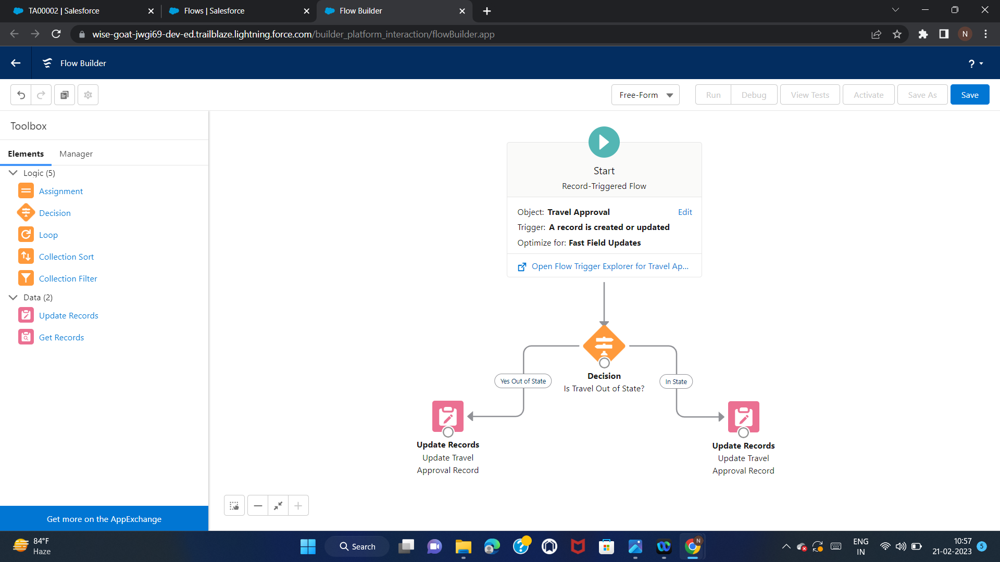 TA00002 | Salesforce
Flows | Salesforce
Flow Builder
wise-goat-jwgi69-dev-ed.trailblaze.lightning.force.com/builder_platform_interaction/flowBuilder.app
N
Flow Builder
?
Free-Form
Run
Debug
View Tests
Activate
Save As
Save
Toolbox
Elements
Manager
Logic (5)
Assignment
Decision
Loop
Collection Sort
Collection Filter
Data (2)
Update Records
Get Records
Get more on the AppExchange
Start
Record-Triggered Flow
Object: Travel Approval
Edit
Trigger: A record is created or updated
Optimize for: Fast Field Updates
Open Flow Trigger Explorer for Travel Ap...
Yes Out of State
Decision
Is Travel Out of State?
In State
Update Records
Update Travel
Approval Record
Update Records
Update Travel
Approval Record
84°F
Haze
Search
N
ENG
IN
10:57
21-02-2023
5